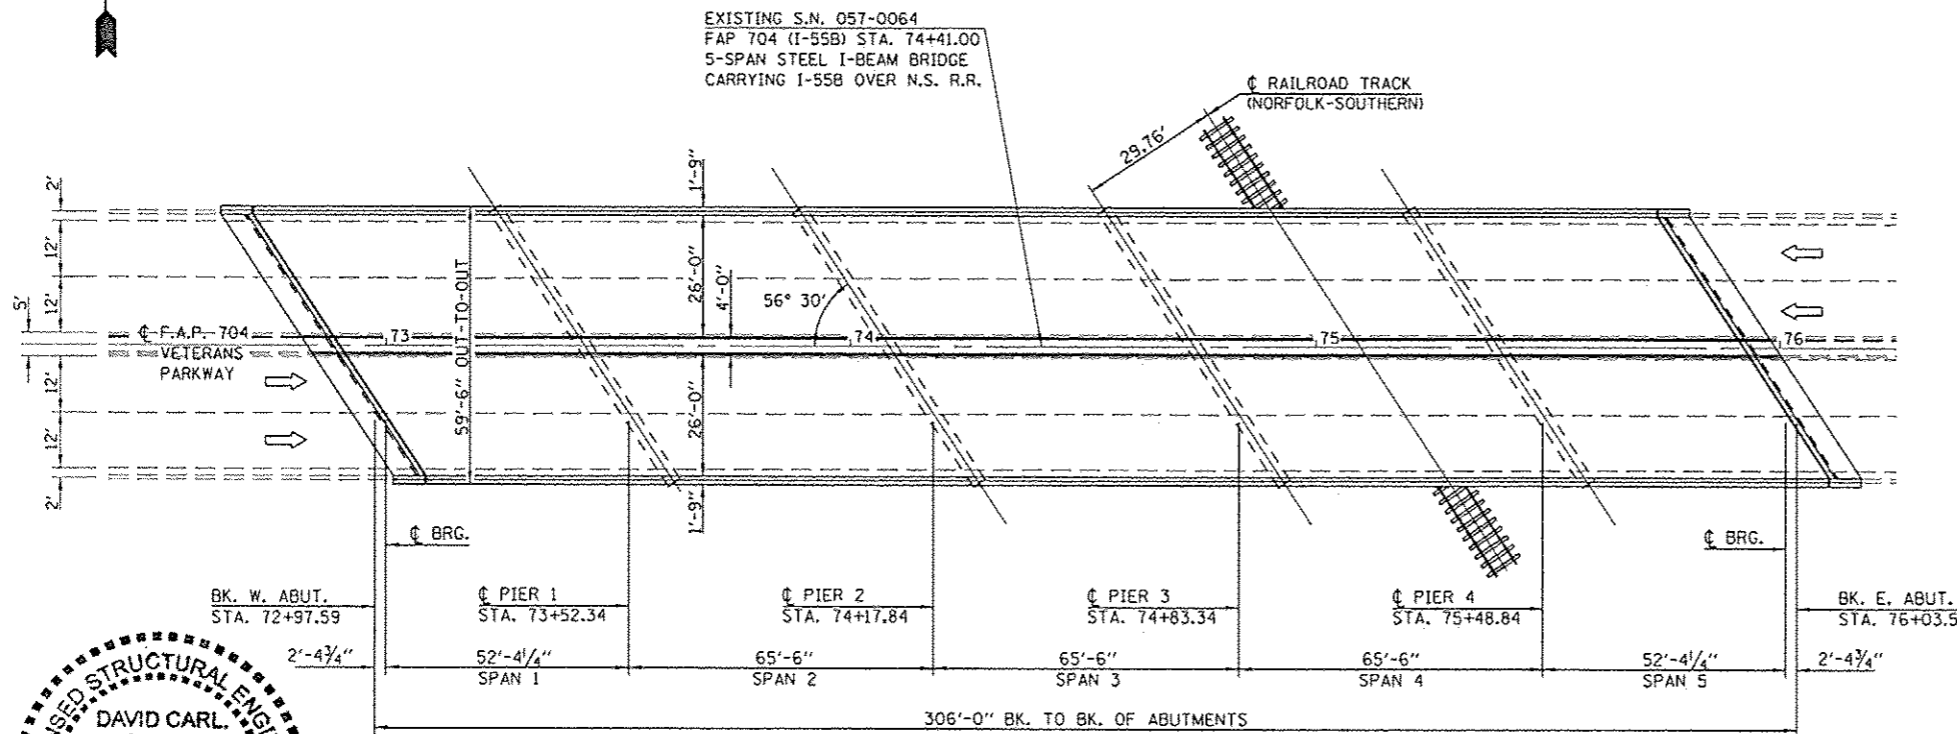 EXISTING S.N. 057-0064
FAP 704 (I-55B) STA. 74+41.00
5-SPAN STEEL I-BEAM BRIDGE
CARRYING I-55B OVER N.S. R.R.
℄ RAILROAD TRACK
(NORFOLK-SOUTHERN)
29.76'
2'
12'
12'
5'
12'
12'
2'
1'-9"
26'-0"
4'-0"
26'-0"
1'-9"
59'-6" OUT-TO-OUT
56° 30'
℄ F.A.P. 704
VETERANS
PARKWAY
73
74
75
76
℄ BRG.
℄ BRG.
BK. W. ABUT.
STA. 72+97.59
℄ PIER 1
STA. 73+52.34
℄ PIER 2
STA. 74+17.84
℄ PIER 3
STA. 74+83.34
℄ PIER 4
STA. 75+48.84
BK. E. ABUT.
STA. 76+03.5
2'-4¾"
52'-4¼"
SPAN 1
65'-6"
SPAN 2
65'-6"
SPAN 3
65'-6"
SPAN 4
52'-4¼"
SPAN 5
2'-4¾"
306'-0" BK. TO BK. OF ABUTMENTS
STRUCTURAL
DAVID CARL